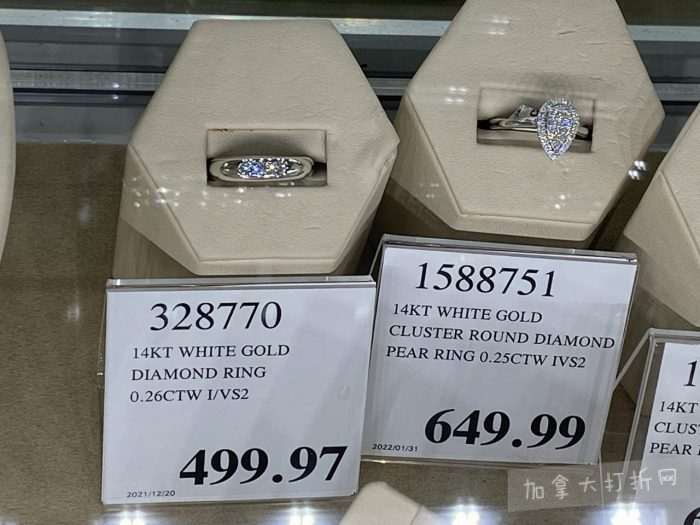 328770
14KT WHITE GOLD
DIAMOND RING
0.26CTW I/VS2
499.97
2021/12/20
1588751
14KT WHITE GOLD
CLUSTER ROUND DIAMOND
PEAR RING 0.25CTW IVS2
649.99
2022/01/31
1
14KT
CLUST
PEAR
加拿大打折网